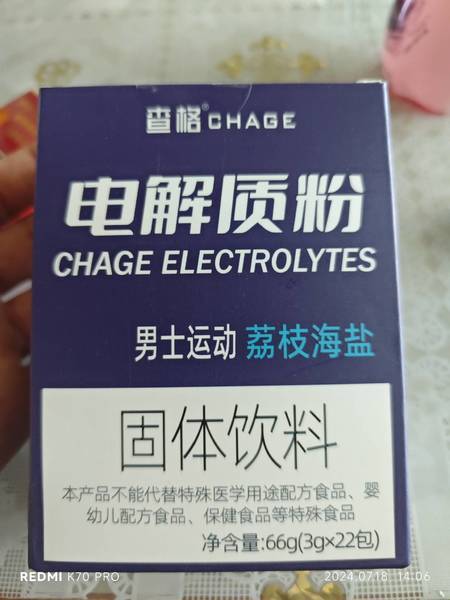 查格® CHAGE
电解质粉
CHAGE ELECTROLYTES
男士运动 荔枝海盐
固体饮料
本产品不能代替特殊医学用途配方食品、婴
幼儿配方食品、保健食品等特殊食品
净含量:66g(3g×22包)
REDMI K70 PRO
2024.07.18 14:06